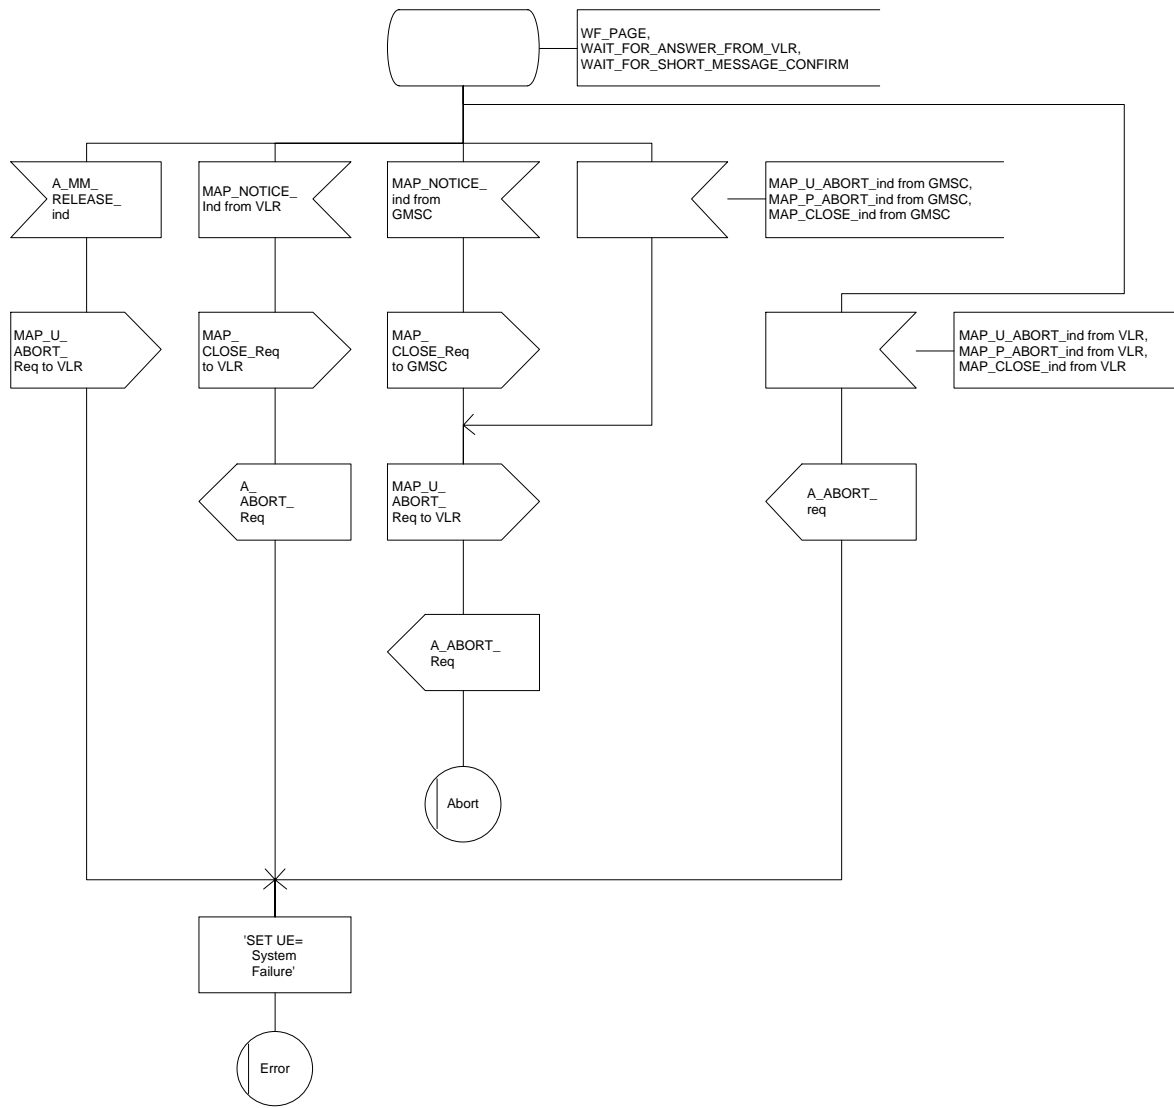 WF_PAGE,
WAIT_FOR_ANSWER_FROM_VLR,
WAIT_FOR_SHORT_MESSAGE_CONFIRM
A_MM_
RELEASE_
ind
MAP_NOTICE_
Ind from VLR
MAP_NOTICE_
ind from
GMSC
MAP_U_ABORT_ind from GMSC,
MAP_P_ABORT_ind from GMSC,
MAP_CLOSE_ind from GMSC
MAP_U_
ABORT_
Req to VLR
MAP_
CLOSE_Req
to VLR
MAP_
CLOSE_Req
to GMSC
MAP_U_ABORT_ind from VLR,
MAP_P_ABORT_ind from VLR,
MAP_CLOSE_ind from VLR
A_
ABORT_
Req
MAP_U_
ABORT_
Req to VLR
A_ABORT_
req
A_ABORT_
Req
Abort
'SET UE=
System
Failure'
Error